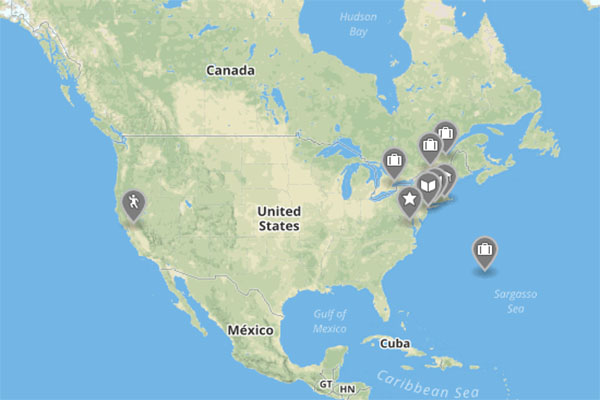 Hudson
Bay
Canada
United
States
Sargasso
Sea
Gulf of
Mexico
México
Cuba
GT
HN
Caribbean Sea